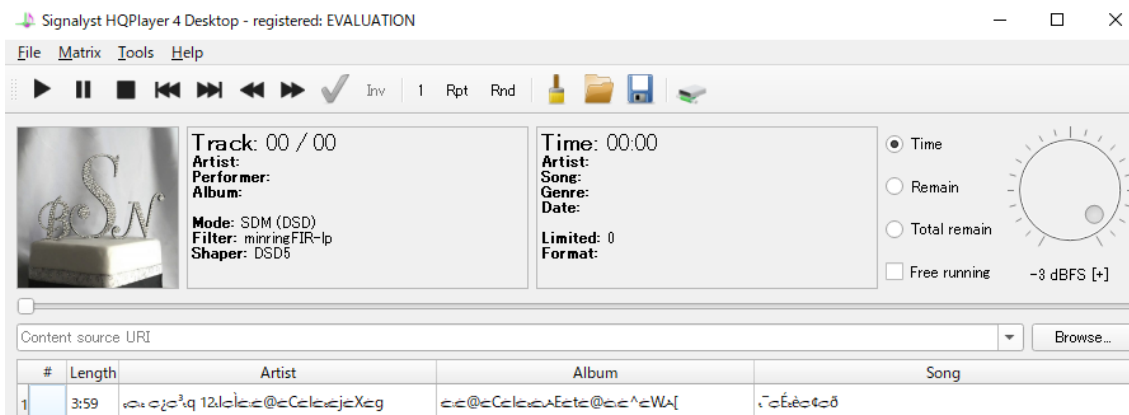 Signalyst HQPlayer 4 Desktop - registered: EVALUATION
File Matrix Tools Help
Inv 1 Rpt Rnd
Track: 00 / 00
Artist:
Performer:
Album:
Mode: SDM (DSD)
Filter: minringFIR-lp
Shaper: DSD5
Time: 00:00
Artist:
Song:
Genre:
Date:
Limited: 0
Format:
Time
Remain
Total remain
Free running
-3 dBFS [+]
BSN
Content source URI
Browse...
# Length Artist Album Song
1 3:59